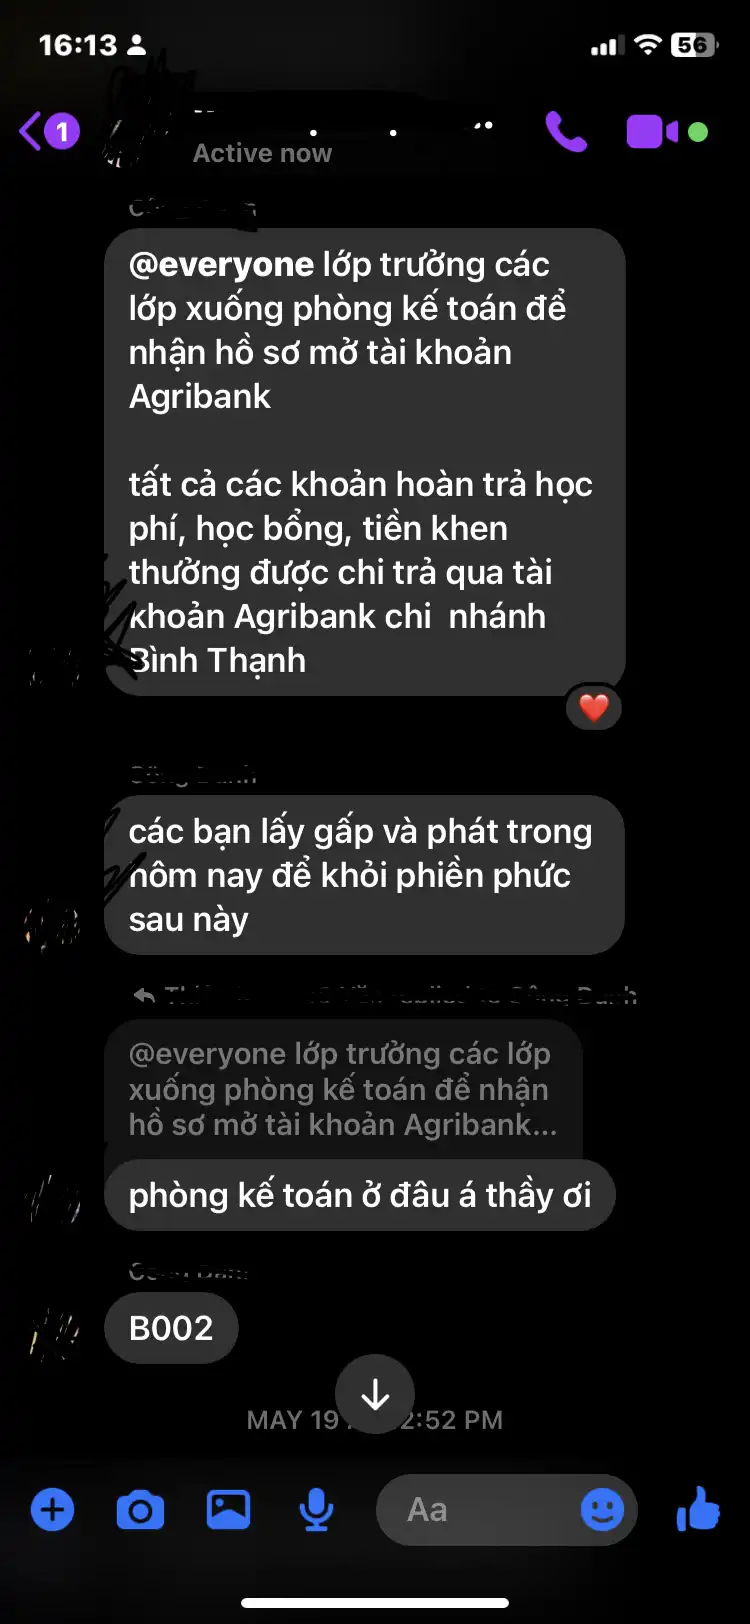 16:13
56
1
Active now
@everyone lớp trưởng các
lớp xuống phòng kế toán để
nhận hồ sơ mở tài khoản
Agribank
tất cả các khoản hoàn trả học
phí, học bổng, tiền khen
thưởng được chi trả qua tài
khoản Agribank chi nhánh
Bình Thạnh
các bạn lấy gấp và phát trong
hôm nay để khỏi phiền phức
sau này
@everyone lớp trưởng các lớp
xuống phòng kế toán để nhận
hồ sơ mở tài khoản Agribank...
phòng kế toán ở đâu á thầy ơi
B002
MAY 19 2:52 PM
Aa